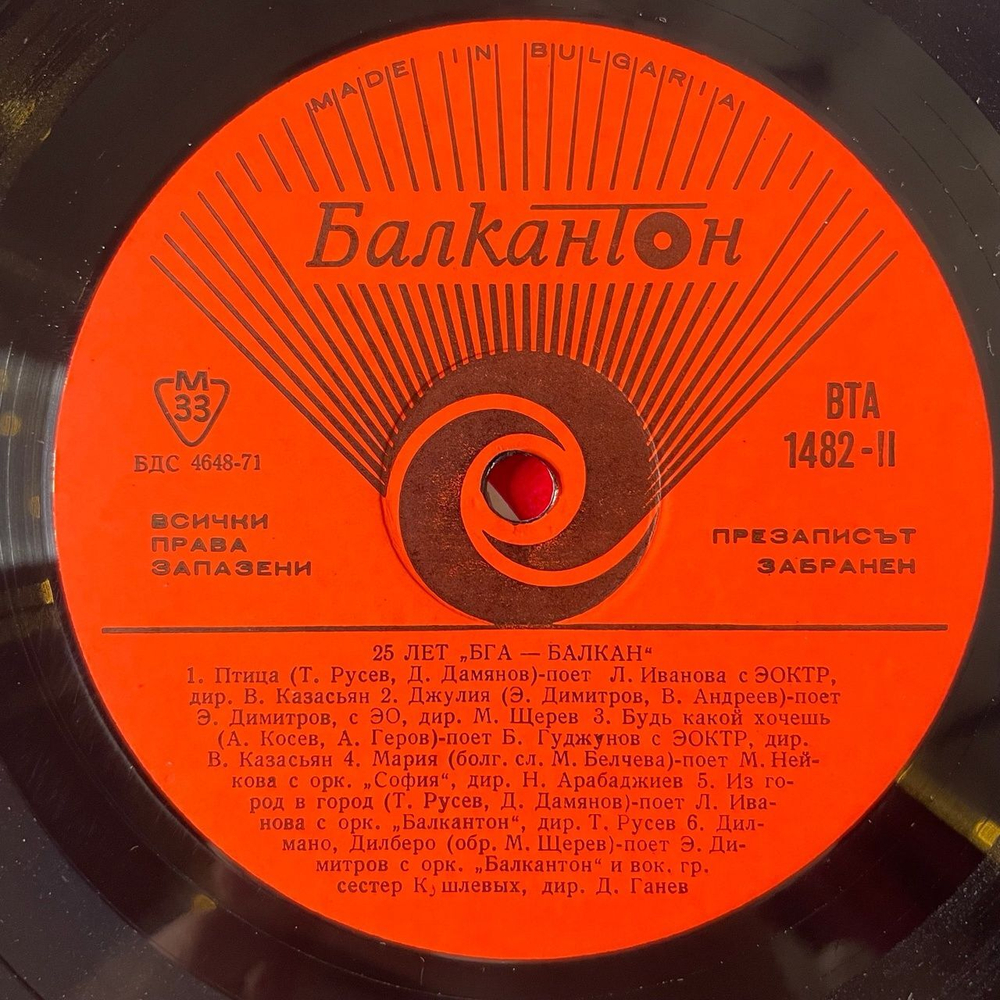 MADE IN BULGARIA
Балкантон
М
33
БДС 4648-71
ВТА
1482-II
ВСИЧКИ
ПРАВА
ЗАПАЗЕНИ
ПРЕЗАПИСЪТ
ЗАБРАНЕН
25 ЛЕТ „БГА — БАЛКАН“
1. Птица (Т. Русев, Д. Дамянов)-поет Л. Иванова с ЭОКТР,
дир. В. Казасьян 2. Джулия (Э. Димитров, В. Андреев)-поет
Э. Димитров, с ЭО, дир. М. Щерев 3. Будь какой хочешь
(А. Косев, А. Геров)-поет Б. Гуджунов с ЭОКТР, дир.
В. Казасьян 4. Мария (болг. сл. М. Белчева)-поет М. Ней-
кова с орк. „София“, дир. Н. Арабаджиев 5. Из го-
род в город (Т. Русев, Д. Дамянов)-поет Л. Ива-
нова с орк. „Балкантон“, дир. Т. Русев 6. Дил-
мано, Дилберо (обр. М. Щерев)-поет Э. Ди-
митров с орк. „Балкантон“ и вок. гр.
сестер Кушлевых, дир. Д. Ганев